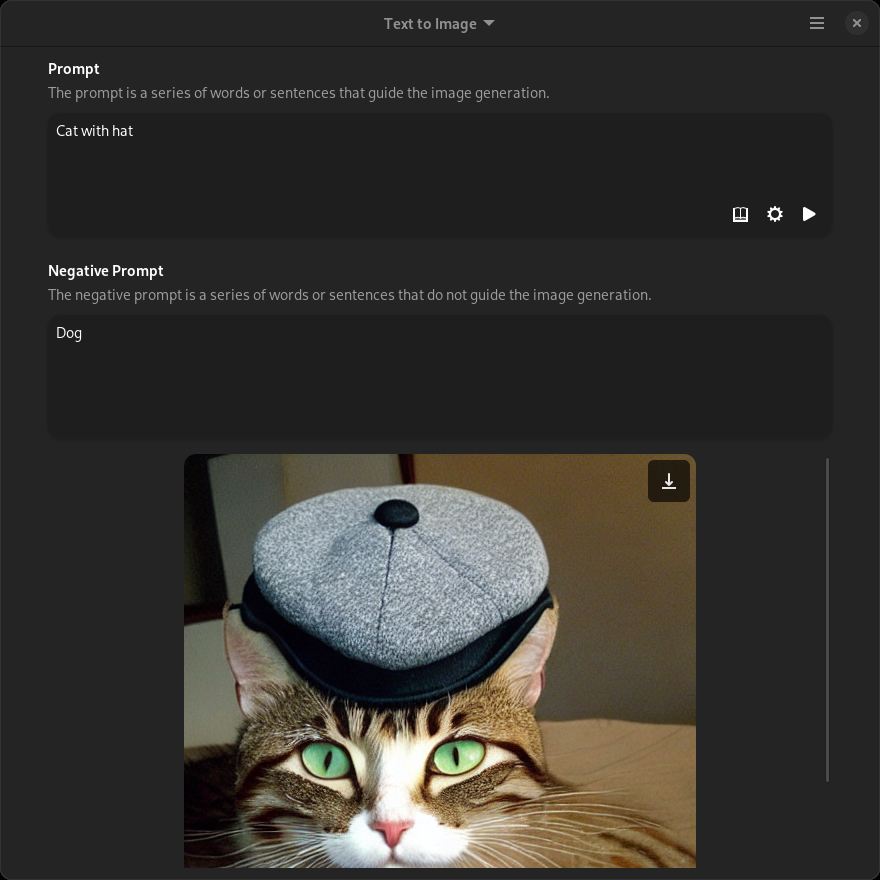 Text to Image
Prompt
The prompt is a series of words or sentences that guide the image generation.
Cat with hat
Negative Prompt
The negative prompt is a series of words or sentences that do not guide the image generation.
Dog